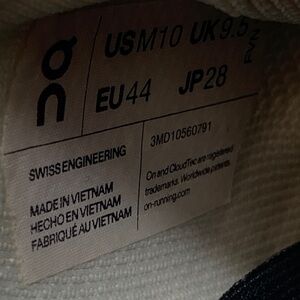 US M10 UK 9.5
EU 44 JP 28
SWISS ENGINEERING
MADE IN VIETNAM
HECHO EN VIETNAM
FABRIQUÉ AU VIETNAM
3MD10560791
On and CloudTec are registered
trademarks. Worldwide patents.
on-running.com